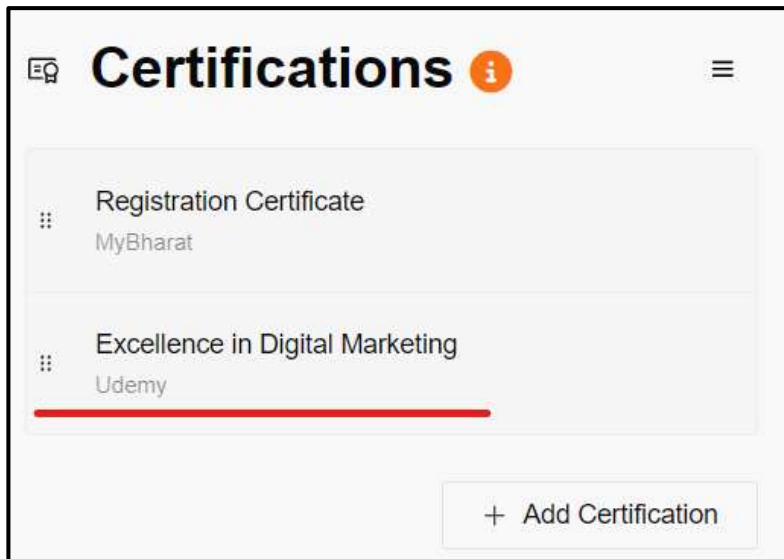 Certifications
Registration Certificate
MyBharat
Excellence in Digital Marketing
Udemy
+ Add Certification